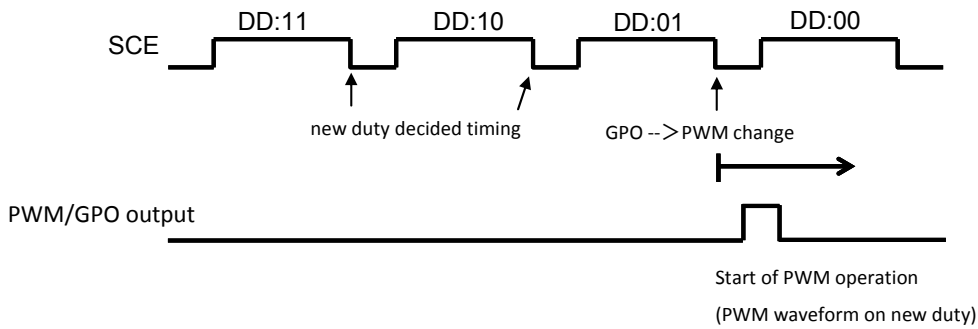 DD:11 DD:10 DD:01 DD:00
SCE
new duty decided timing
GPO -->PWM change
PWM/GPO output
Start of PWM operation
(PWM waveform on new duty)